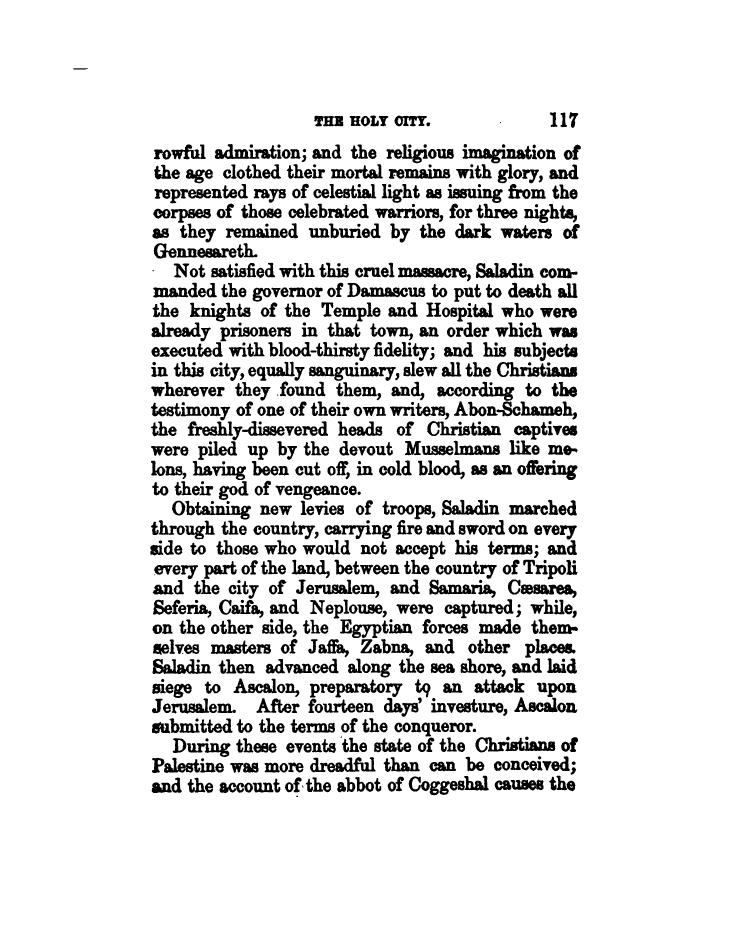 THE HOLY CITY. 117
rowful admiration; and the religious imagination of
the age clothed their mortal remains with glory, and
represented rays of celestial light as issuing from the
corpses of those celebrated warriors, for three nights,
as they remained unburied by the dark waters of
Gennesareth.
Not satisfied with this cruel massacre, Saladin com-
manded the governor of Damascus to put to death all
the knights of the Temple and Hospital who were
already prisoners in that town, an order which was
executed with blood-thirsty fidelity; and his subjects
in this city, equally sanguinary, slew all the Christians
wherever they found them, and, according to the
testimony of one of their own writers, Abon-Schameh,
the freshly-dissevered heads of Christian captives
were piled up by the devout Musselmans like me-
lons, having been cut off, in cold blood, as an offering
to their god of vengeance.
Obtaining new levies of troops, Saladin marched
through the country, carrying fire and sword on every
side to those who would not accept his terms; and
every part of the land, between the country of Tripoli
and the city of Jerusalem, and Samaria, Cæsarea,
Seferia, Caifa, and Neplouse, were captured; while,
on the other side, the Egyptian forces made them-
selves masters of Jaffa, Zabna, and other places.
Saladin then advanced along the sea shore, and laid
siege to Ascalon, preparatory to an attack upon
Jerusalem. After fourteen days' investure, Ascalon
submitted to the terms of the conqueror.
During these events the state of the Christians of
Palestine was more dreadful than can be conceived;
and the account of the abbot of Coggeshal causes the